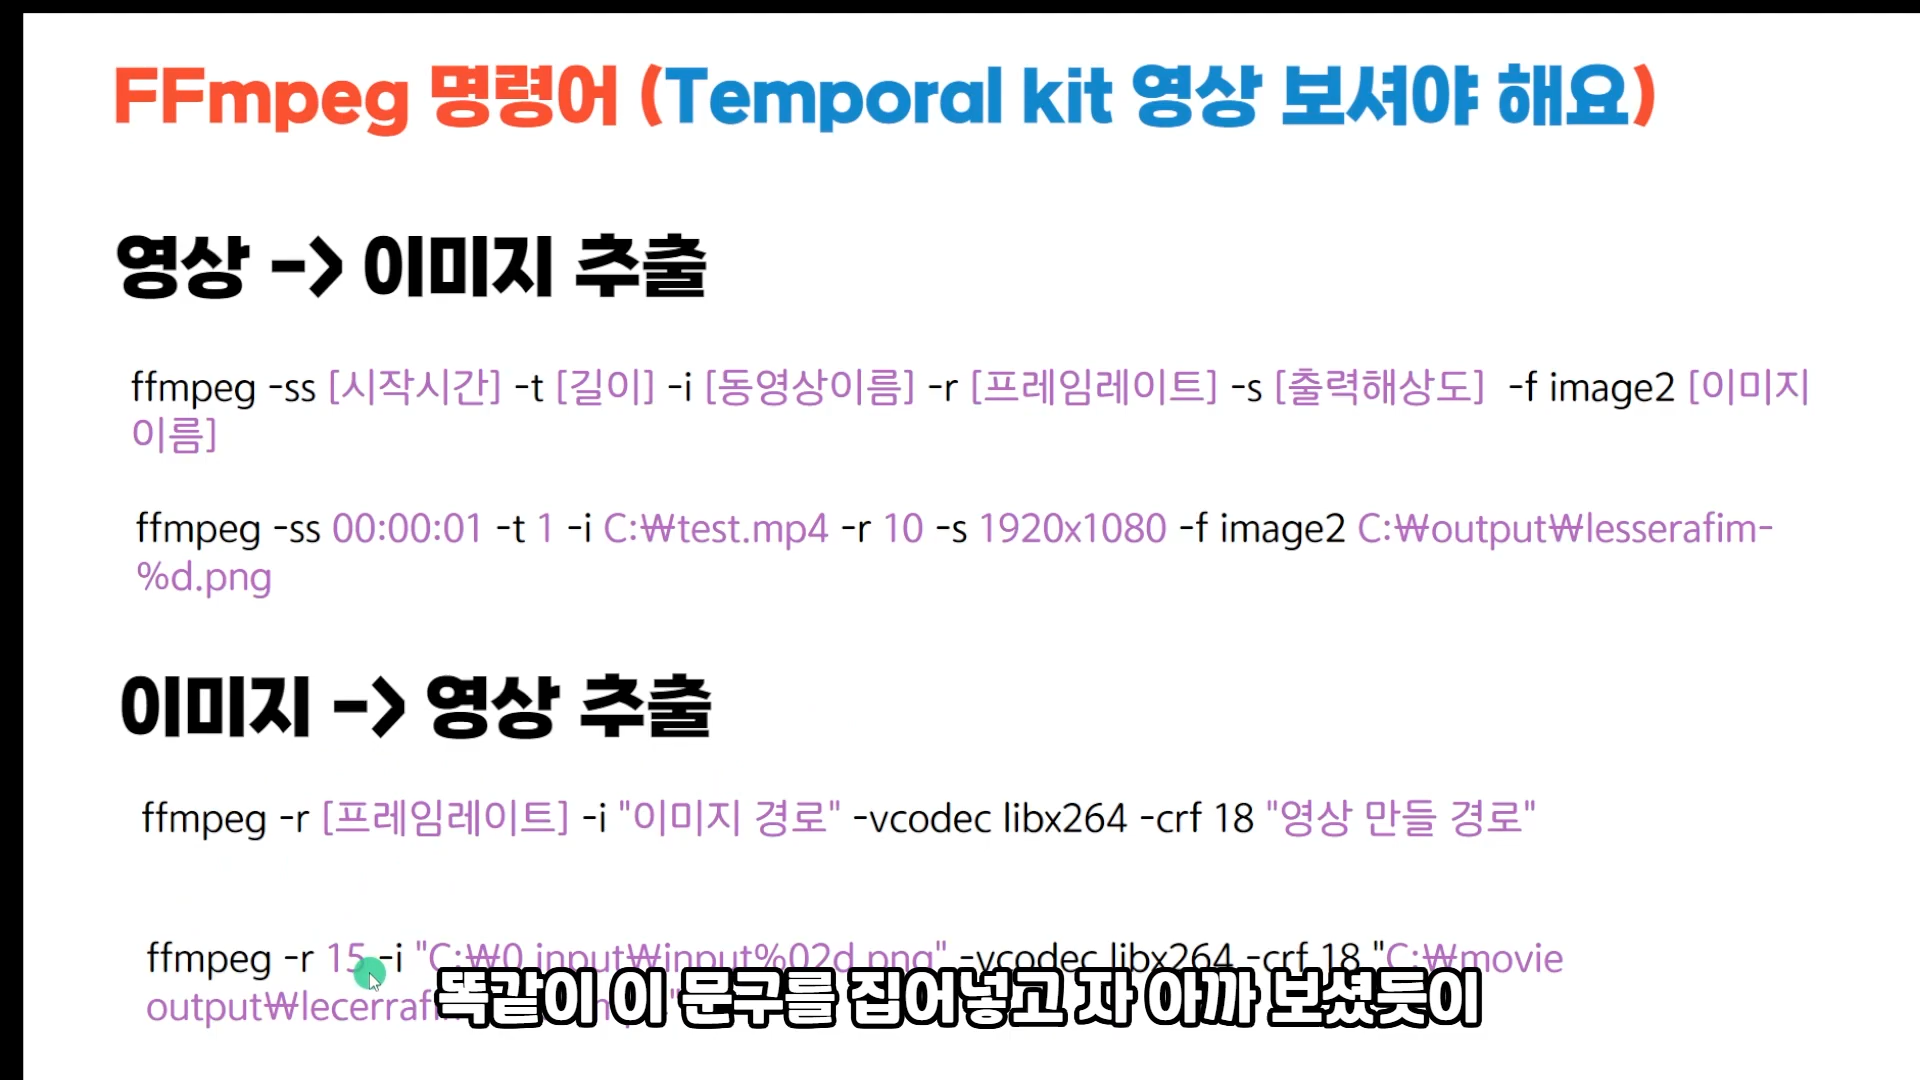 FFmpeg 명령어 (Temporal kit 영상 보셔야 해요)
영상 -> 이미지 추출
ffmpeg -ss [시작시간] -t [길이] -i [동영상이름] -r [프레임레이트] -s [출력해상도] -f image2 [이미지
이름]
ffmpeg -ss 00:00:01 -t 1 -i C:₩test.mp4 -r 10 -s 1920x1080 -f image2 C:₩output₩lesserafim-
%d.png
이미지 -> 영상 추출
ffmpeg -r [프레임레이트] -i "이미지 경로" -vcodec libx264 -crf 18 "영상 만들 경로"
ffmpeg -r 15 -i "C:₩0 input₩input%02d.png" -vcodec libx264 -crf 18 "C:₩movie
똑같이 이 문구를 집어넣고 자 아까 보셨듯이